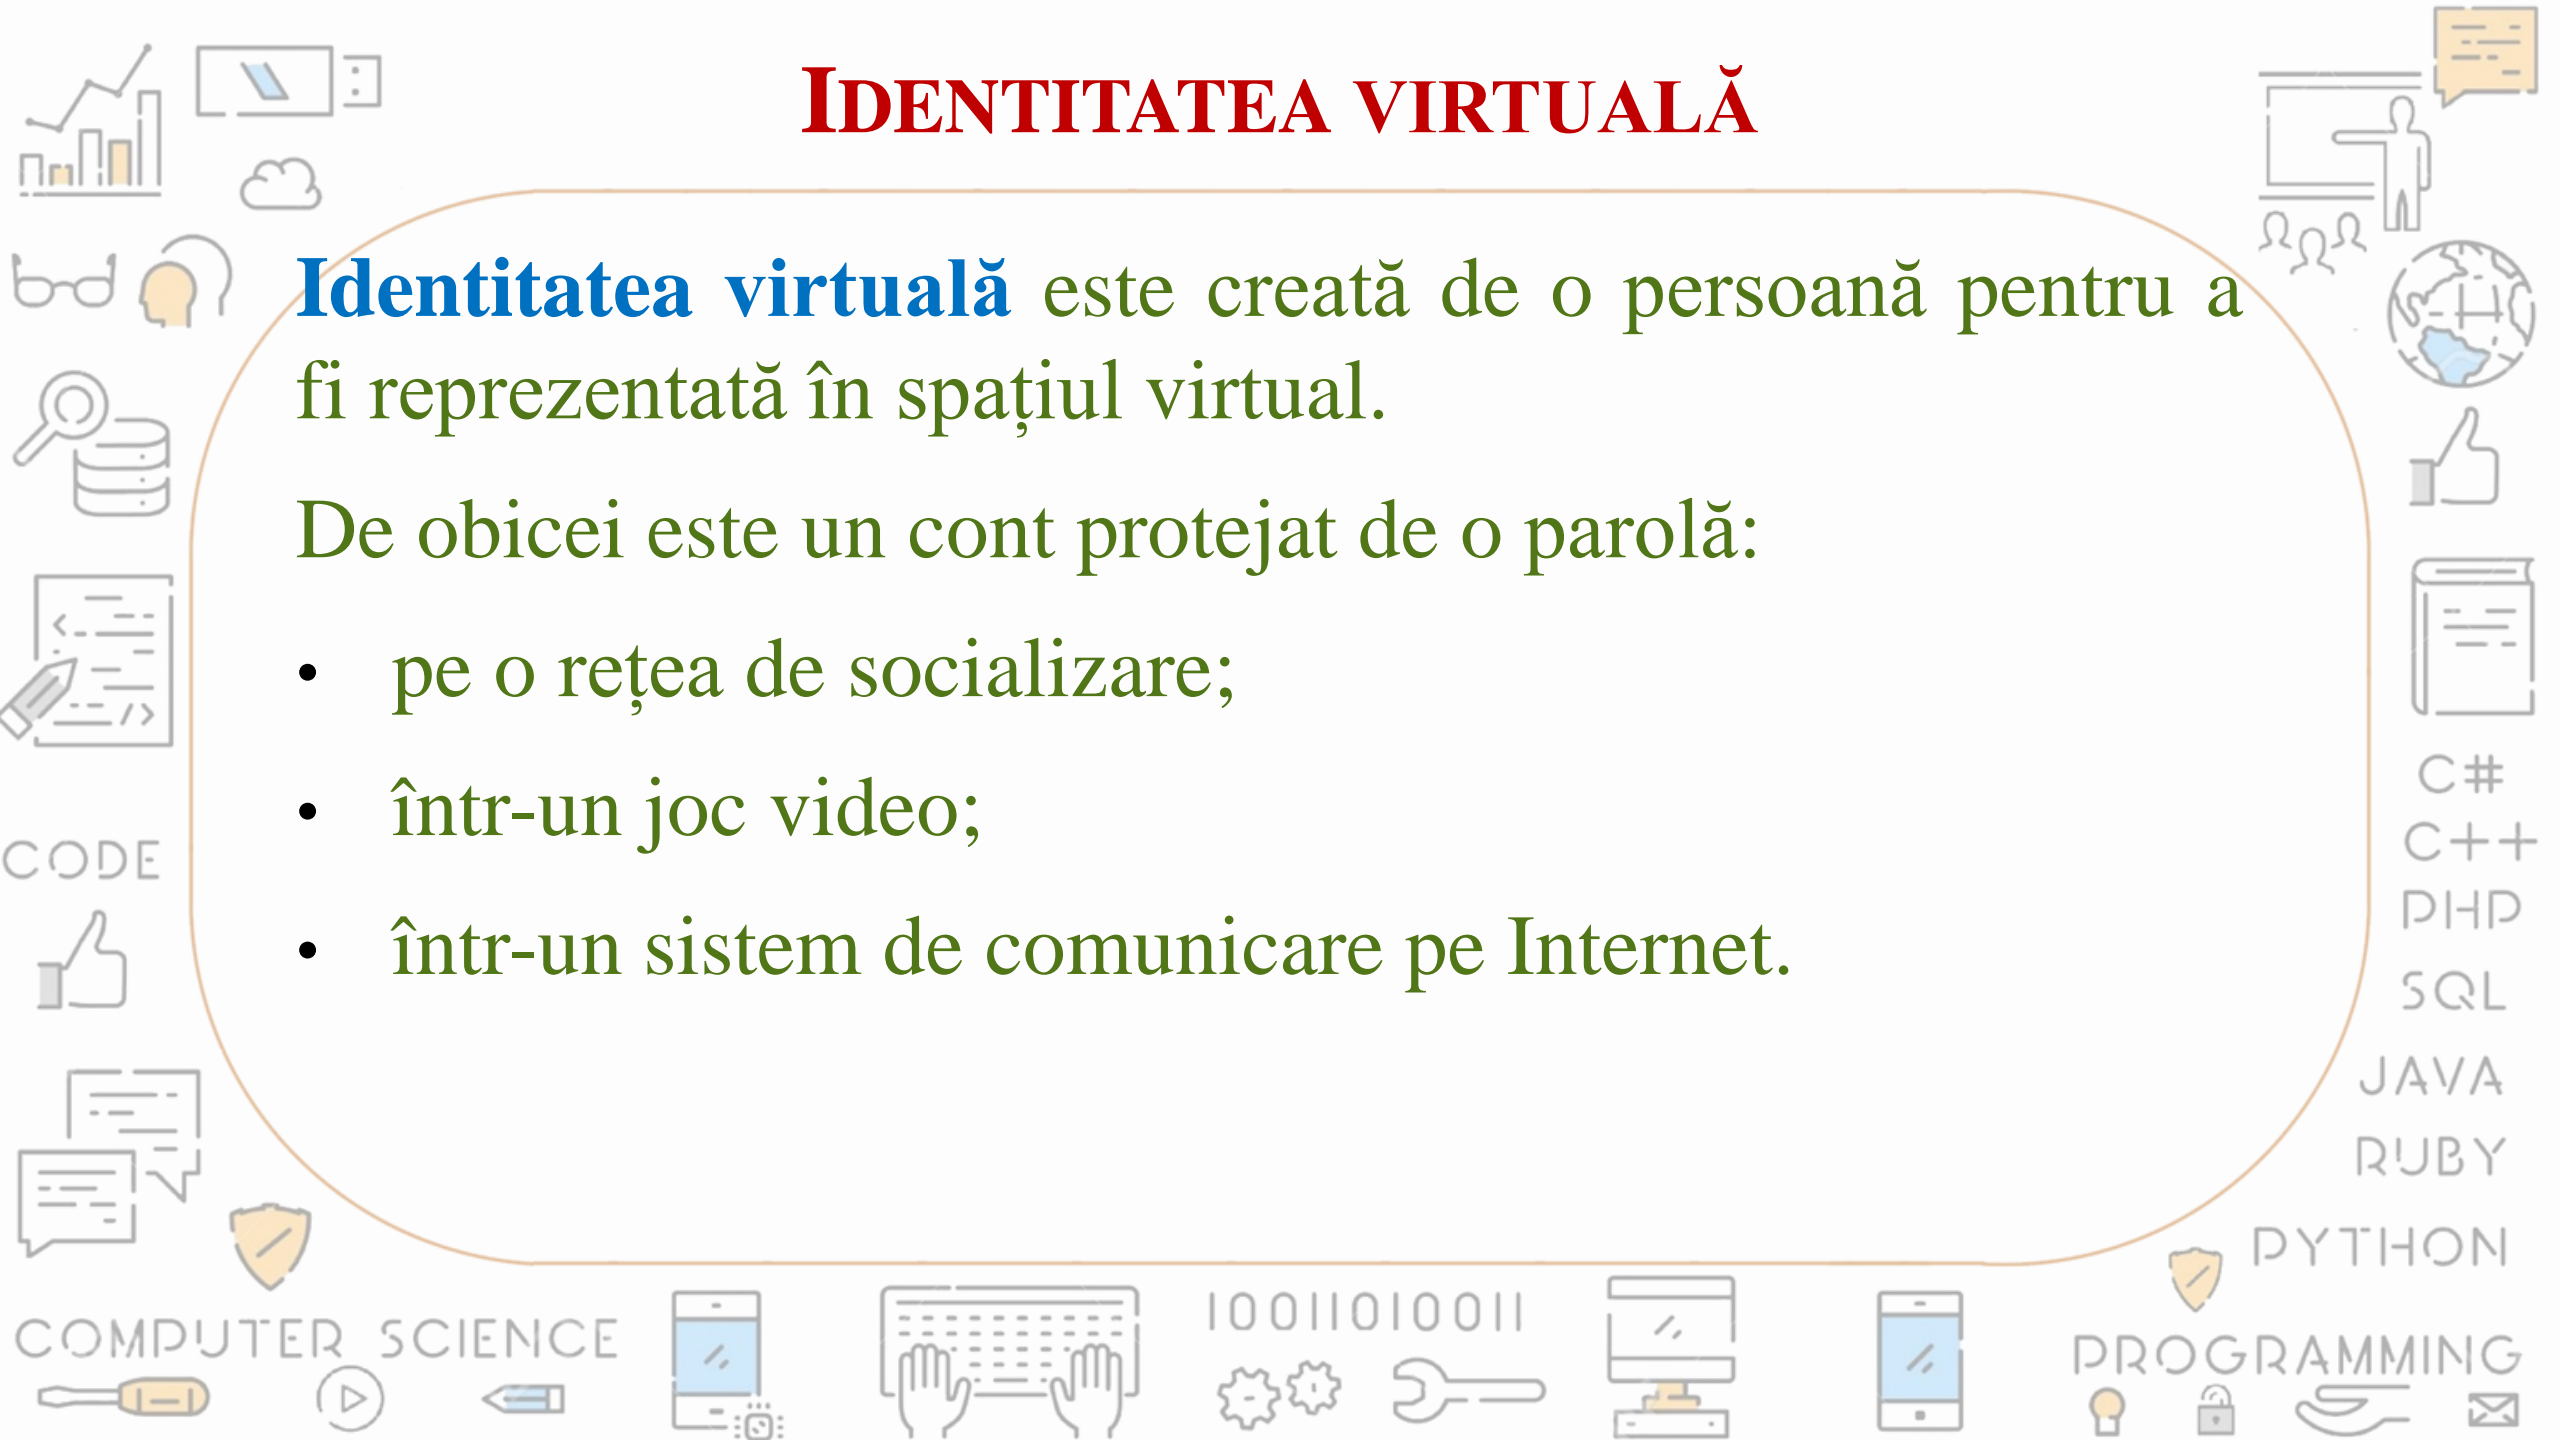 IDENTITATEA VIRTUALĂ
Identitatea virtuală este creată de o persoană pentru a
fi reprezentată în spațiul virtual.
De obicei este un cont protejat de o parolă:
• pe o rețea de socializare;
• într-un joc video;
• într-un sistem de comunicare pe Internet.
C#
C++
CODE
PHP
SQL
JAVA
RUBY
PYTHON
10011010011
COMPUTER SCIENCE
PROGRAMMING